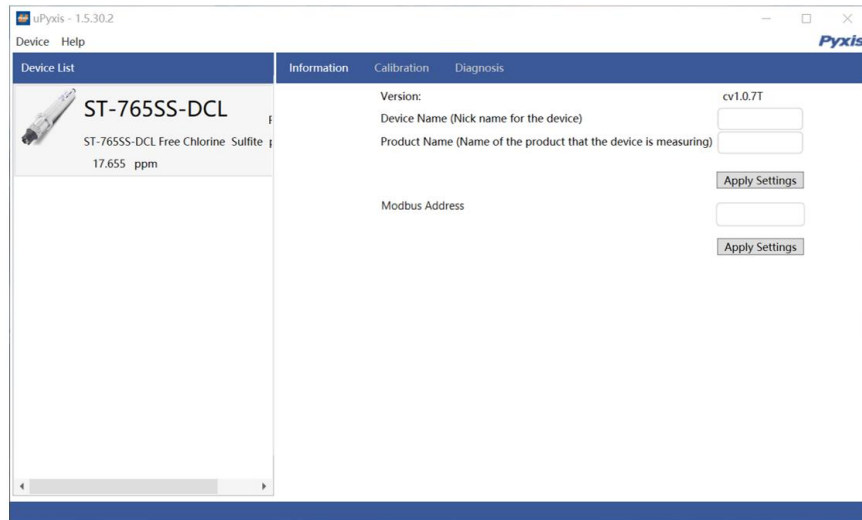 uPyxis - 1.5.30.2
Device Help
Pyxis
Device List
Information Calibration Diagnosis
ST-765SS-DCL
ST-765SS-DCL Free Chlorine Sulfite
17.655 ppm
Version: cv1.0.7T
Device Name (Nick name for the device)
Product Name (Name of the product that the device is measuring)
Apply Settings
Modbus Address
Apply Settings